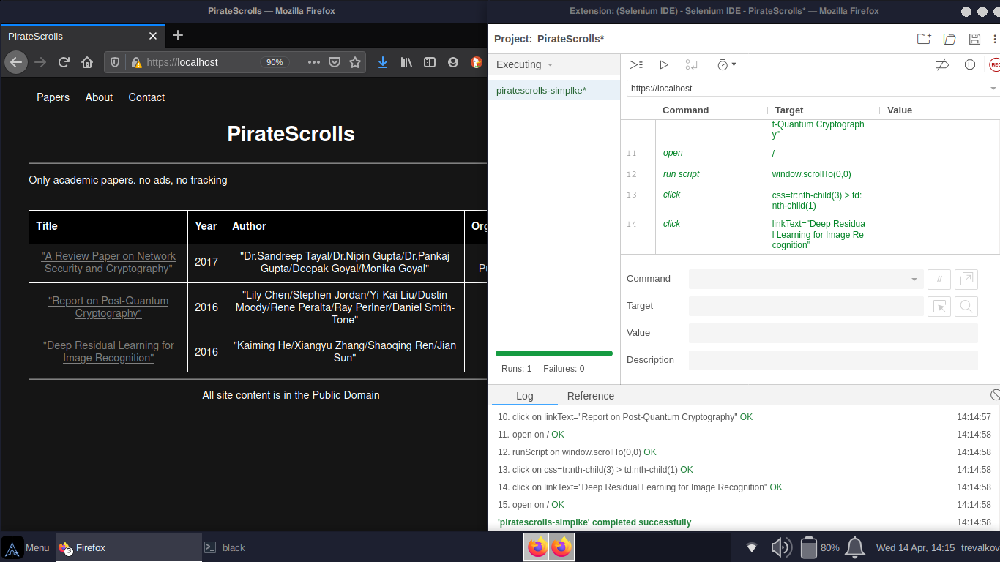 PirateScrolls — Mozilla Firefox
PirateScrolls
https://localhost
90%
Papers About Contact
PirateScrolls
Only academic papers. no ads, no tracking
Title Year Author Org
"A Review Paper on Network
Security and Cryptography"
2017
"Dr.Sandreep Tayal/Dr.Nipin Gupta/Dr.Pankaj
Gupta/Deepak Goyal/Monika Goyal"
"Report on Post-Quantum
Cryptography"
2016
"Lily Chen/Stephen Jordan/Yi-Kai Liu/Dustin
Moody/Rene Peralta/Ray Perlner/Daniel Smith-
Tone"
"Deep Residual Learning for
Image Recognition"
2016
"Kaiming He/Xiangyu Zhang/Shaoqing Ren/Jian
Sun"
All site content is in the Public Domain
Extension: (Selenium IDE) - Selenium IDE - PirateScrolls* — Mozilla Firefox
Project: PirateScrolls*
Executing
piratescrolls-simplke*
Runs: 1 Failures: 0
REC
https://localhost
Command Target Value
t-Quantum Cryptograph
y"
11 open /
12 run script window.scrollTo(0,0)
13 click css=tr:nth-child(3) > td:
nth-child(1)
14 click linkText="Deep Residua
l Learning for Image Re
cognition"
Command
//
Target
Value
Description
Log Reference
10. click on linkText="Report on Post-Quantum Cryptography" OK 14:14:57
11. open on / OK 14:14:58
12. runScript on window.scrollTo(0,0) OK 14:14:58
13. click on css=tr:nth-child(3) > td:nth-child(1) OK 14:14:58
14. click on linkText="Deep Residual Learning for Image Recognition" OK 14:14:58
15. open on / OK 14:14:58
'piratescrolls-simplke' completed successfully 14:14:58
Menu 3 Firefox black 80% Wed 14 Apr, 14:15 trevalkov